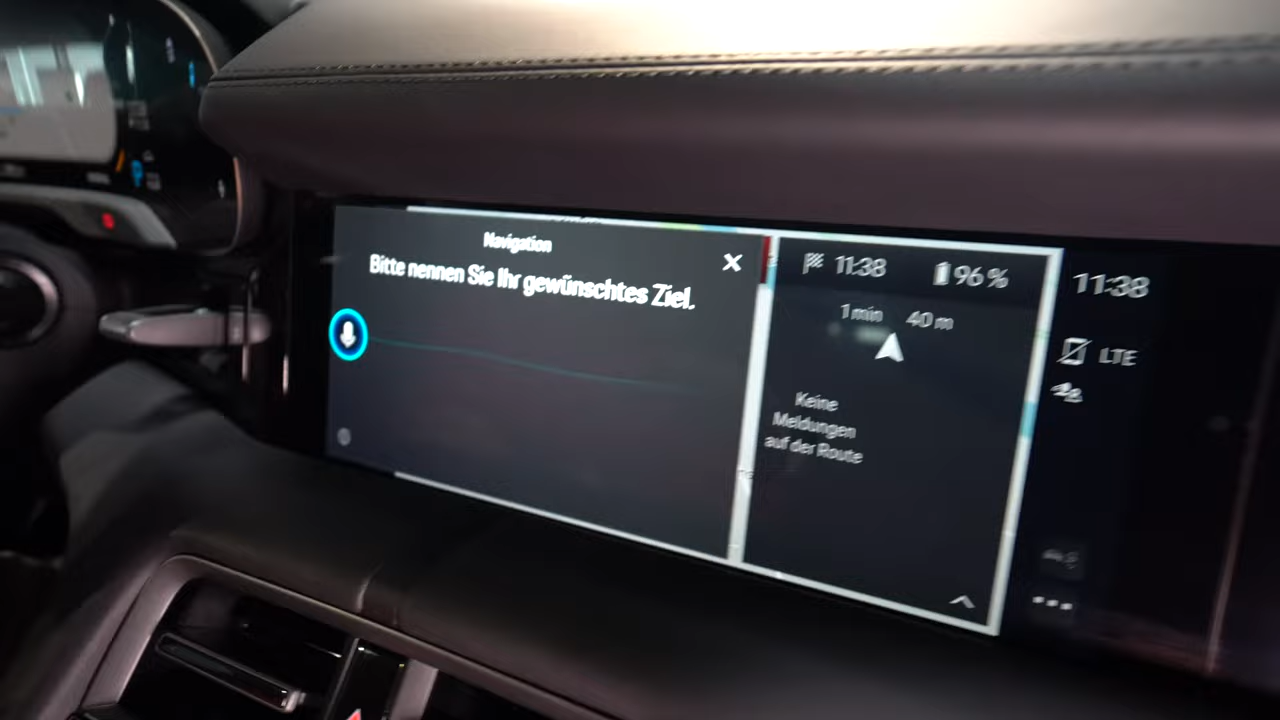 Navigation
Bitte nennen Sie Ihr gewünschtes Ziel.
11:38
96 %
1 min 40 m
Keine
Meldungen
auf der Route
11:38
LTE